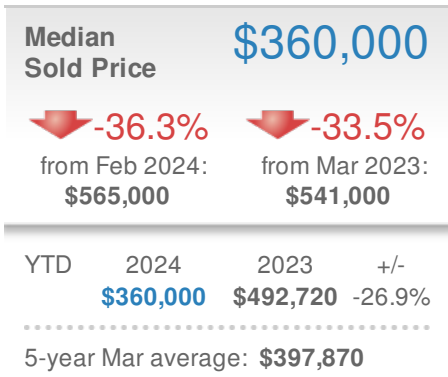 Median
Sold Price
$360,000
-36.3%
-33.5%
from Feb 2024:
$565,000
from Mar 2023:
$541,000
YTD 2024 2023 +/-
$360,000 $492,720 -26.9%
5-year Mar average: $397,870